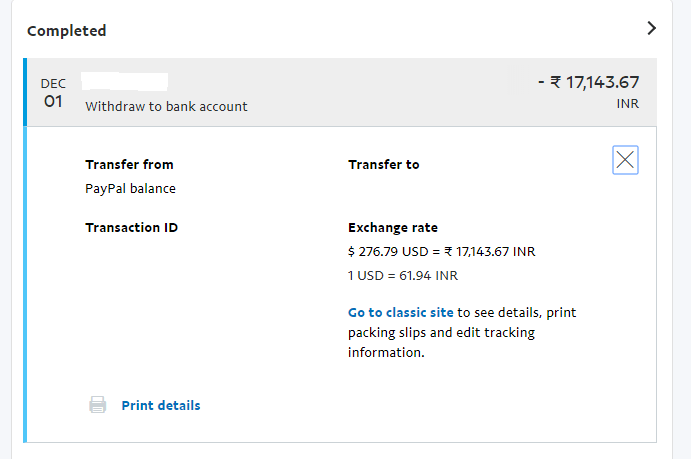 Completed
DEC
01
- ₹ 17,143.67
INR
Withdraw to bank account
Transfer from
PayPal balance
Transfer to
Transaction ID
Exchange rate
$ 276.79 USD = ₹ 17,143.67 INR
1 USD = 61.94 INR
Go to classic site to see details, print
packing slips and edit tracking
information.
Print details